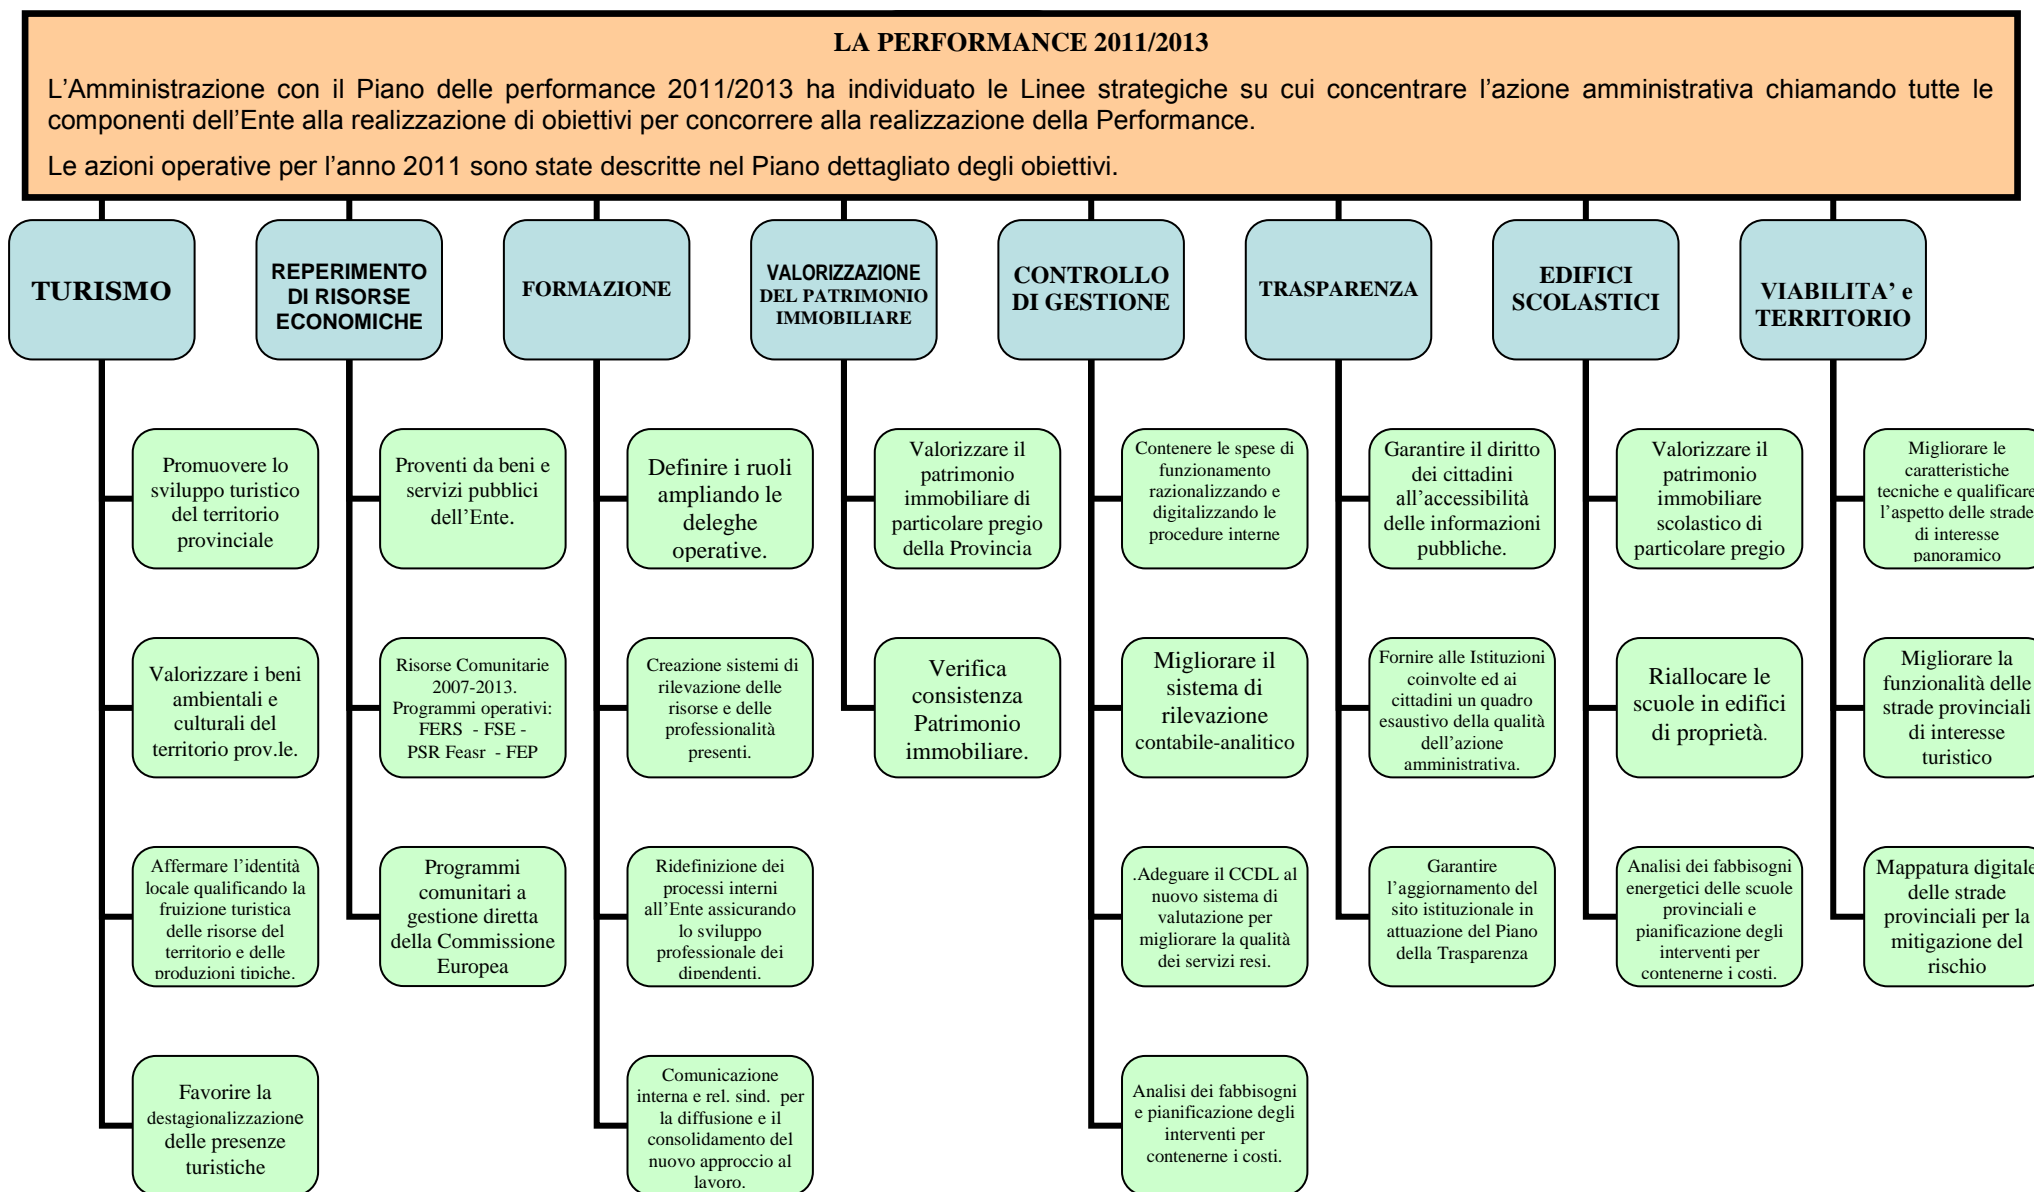 LA PERFORMANCE 2011/2013
L’Amministrazione con il Piano delle performance 2011/2013 ha individuato le Linee strategiche su cui concentrare l’azione amministrativa chiamando tutte le
componenti dell’Ente alla realizzazione di obiettivi per concorrere alla realizzazione della Performance.
Le azioni operative per l’anno 2011 sono state descritte nel Piano dettagliato degli obiettivi.
TURISMO
REPERIMENTO
DI RISORSE
ECONOMICHE
FORMAZIONE
VALORIZZAZIONE
DEL PATRIMONIO
IMMOBILIARE
CONTROLLO
DI GESTIONE
TRASPARENZA
EDIFICI
SCOLASTICI
VIABILITA’ e
TERRITORIO
Promuovere lo
sviluppo turistico
del territorio
provinciale
Proventi da beni e
servizi pubblici
dell’Ente.
Definire i ruoli
ampliando le
deleghe
operative.
Valorizzare il
patrimonio
immobiliare di
particolare pregio
della Provincia
Contenere le spese di
funzionamento
razionalizzando e
digitalizzando le
procedure interne
Garantire il diritto
dei cittadini
all’accessibilità
delle informazioni
pubbliche.
Valorizzare il
patrimonio
immobiliare
scolastico di
particolare pregio
Migliorare le
caratteristiche
tecniche e qualificare
l’aspetto delle strade
di interesse
panoramico
Valorizzare i beni
ambientali e
culturali del
territorio prov.le.
Risorse Comunitarie
2007-2013.
Programmi operativi:
FERS - FSE -
PSR Feasr - FEP
Creazione sistemi di
rilevazione delle
risorse e delle
professionalità
presenti.
Verifica
consistenza
Patrimonio
immobiliare.
Migliorare il
sistema di
rilevazione
contabile-analitico
Fornire alle Istituzioni
coinvolte ed ai
cittadini un quadro
esaustivo della qualità
dell’azione
amministrativa.
Riallocare le
scuole in edifici
di proprietà.
Migliorare la
funzionalità delle
strade provinciali
di interesse
turistico
Affermare l’identità
locale qualificando la
fruizione turistica
delle risorse del
territorio e delle
produzioni tipiche.
Programmi
comunitari a
gestione diretta
della Commissione
Europea
Ridefinizione dei
processi interni
all’Ente assicurando
lo sviluppo
professionale dei
dipendenti.
.Adeguare il CCDL al
nuovo sistema di
valutazione per
migliorare la qualità
dei servizi resi.
Garantire
l’aggiornamento del
sito istituzionale in
attuazione del Piano
della Trasparenza
Analisi dei fabbisogni
energetici delle scuole
provinciali e
pianificazione degli
interventi per
contenerne i costi.
Mappatura digitale
delle strade
provinciali per la
mitigazione del
rischio
Favorire la
destagionalizzazione
delle presenze
turistiche
Comunicazione
interna e rel. sind. per
la diffusione e il
consolidamento del
nuovo approccio al
lavoro.
Analisi dei fabbisogni
e pianificazione degli
interventi per
contenerne i costi.